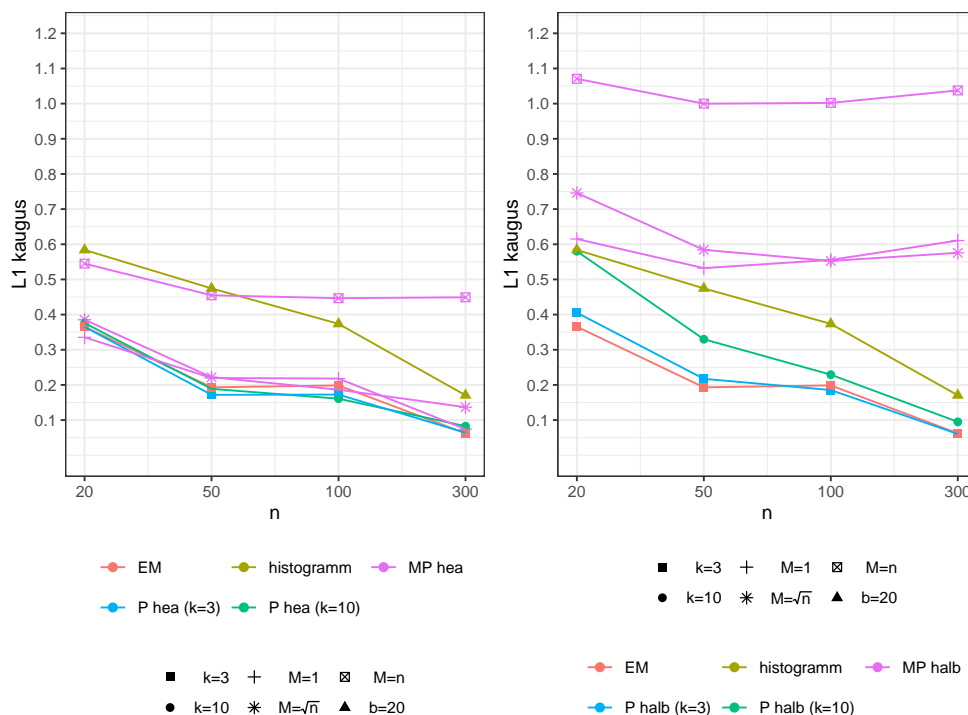 1.2
1.1
1.0
0.9
0.8
0.7
0.6
0.5
0.4
0.3
0.2
0.1
L1 kaugus
20 50 100 300
n
EM histogramm MP hea
P hea (k=3) P hea (k=10)
k=3 M=1 M=n
k=10 M=√n b=20
1.2
1.1
1.0
0.9
0.8
0.7
0.6
0.5
0.4
0.3
0.2
0.1
L1 kaugus
20 50 100 300
n
k=3 M=1 M=n
k=10 M=√n b=20
EM histogramm MP halb
P halb (k=3) P halb (k=10)